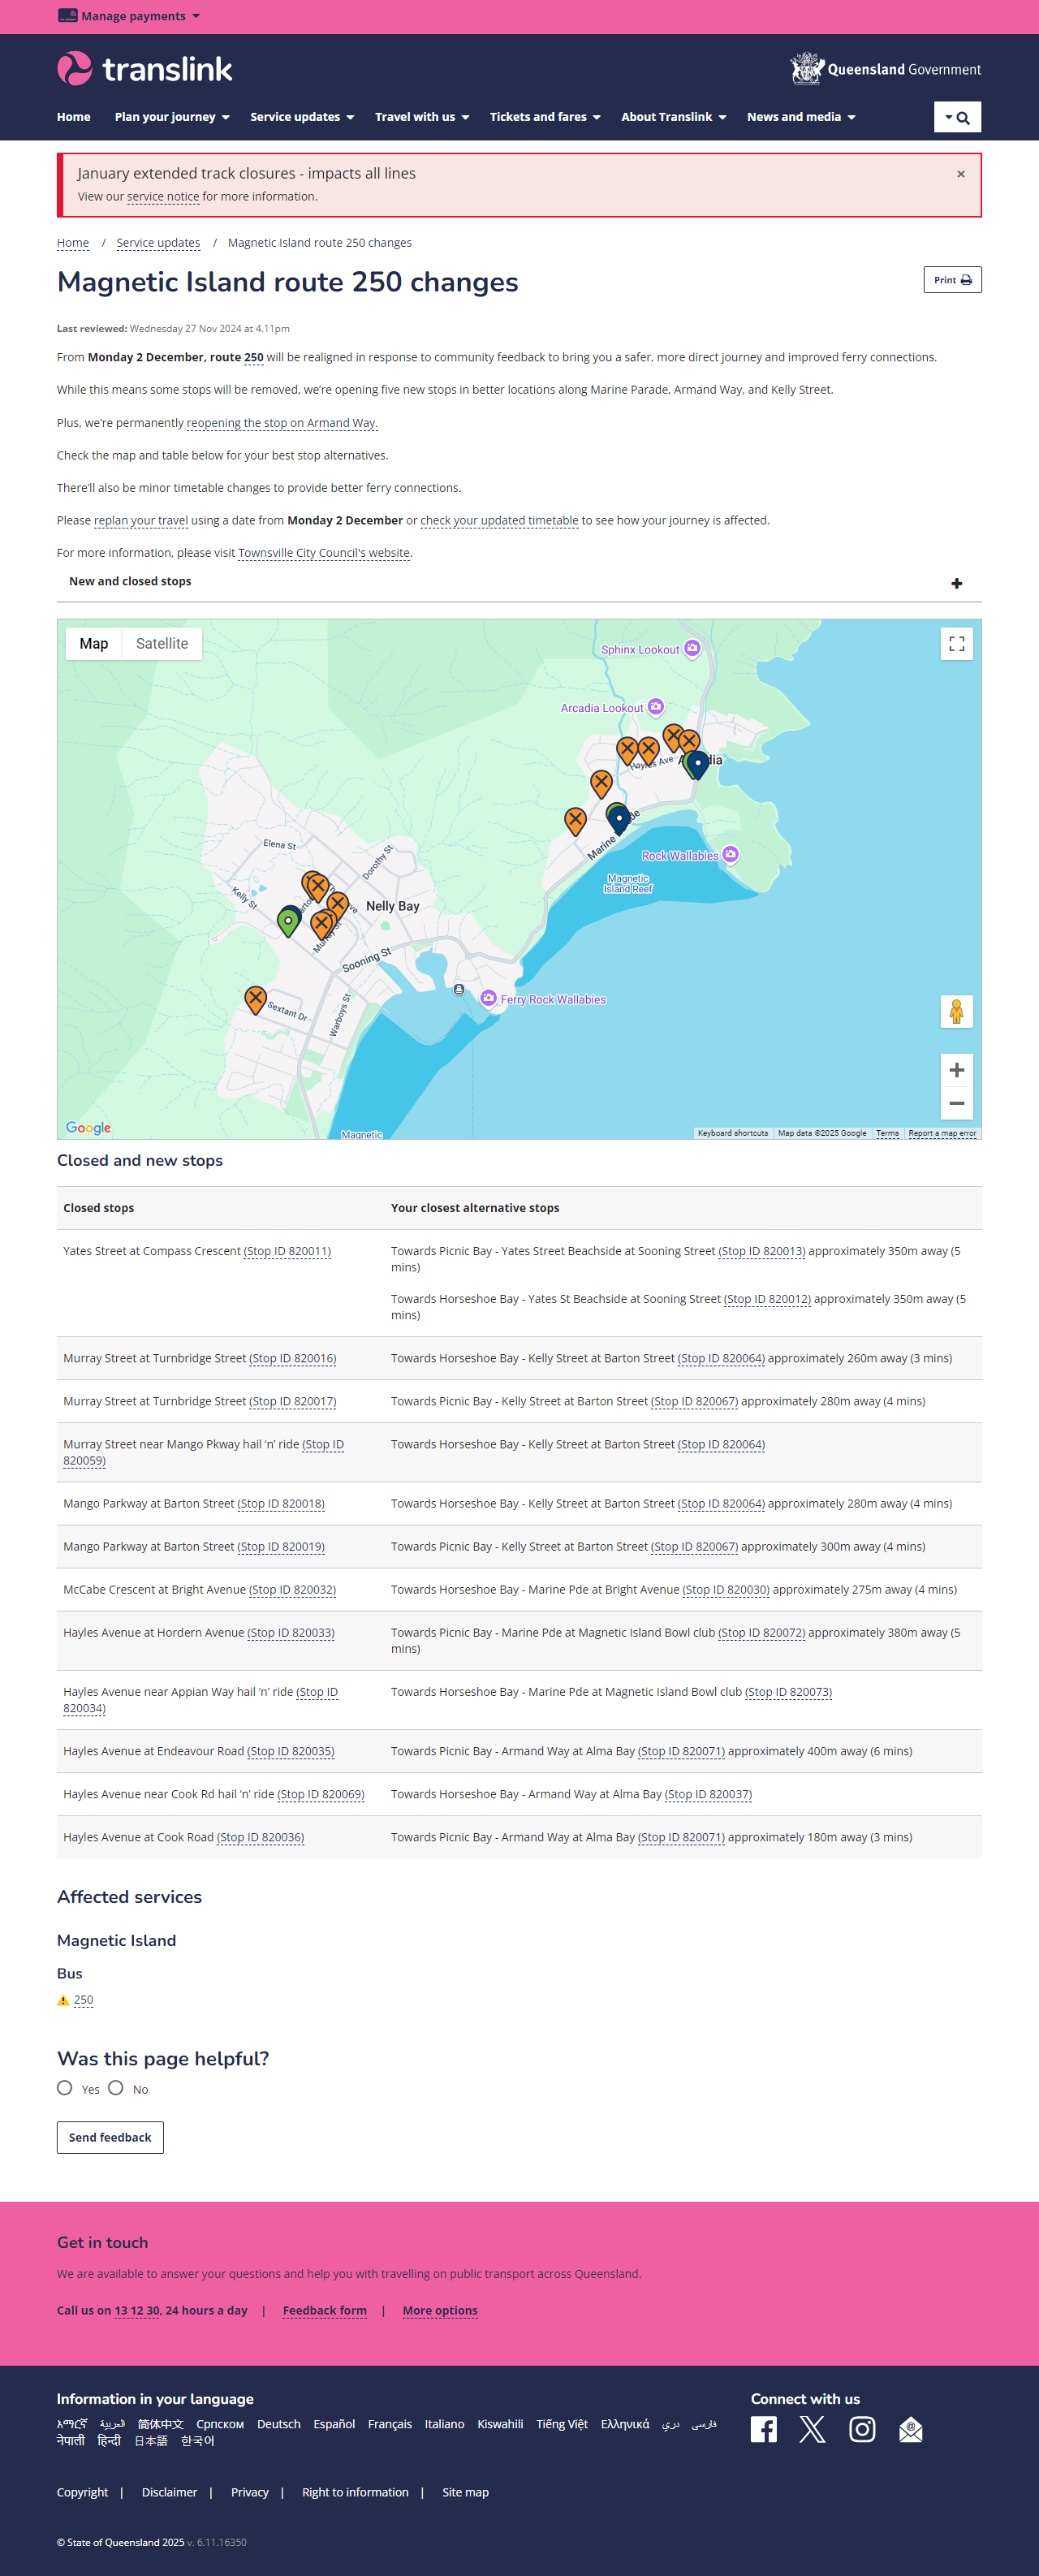 Manage payments
translink
Queensland Government
Home Plan your journey Service updates Travel with us Tickets and fares About Translink News and media
January extended track closures - impacts all lines
×
View our service notice for more information.
Home / Service updates / Magnetic Island route 250 changes
Magnetic Island route 250 changes
Print
Last reviewed: Wednesday 27 Nov 2024 at 4.11pm
From Monday 2 December, route 250 will be realigned in response to community feedback to bring you a safer, more direct journey and improved ferry connections.
While this means some stops will be removed, we're opening five new stops in better locations along Marine Parade, Armand Way, and Kelly Street.
Plus, we're permanently reopening the stop on Armand Way.
Check the map and table below for your best stop alternatives.
There'll also be minor timetable changes to provide better ferry connections.
Please replan your travel using a date from Monday 2 December or check your updated timetable to see how your journey is affected.
For more information, please visit Townsville City Council's website.
New and closed stops
Map Satellite
Sphinx Lookout
Arcadia Lookout
Hayles Ave
Marine
Rock Wallabies
Magnetic
Island Reef
Elena St
Dorothy St
Kelly St
Nelly Bay
Sooning St
Ferry Rock Wallabies
Sextant Dr
Warboys St
Google
Magnetic
Keyboard shortcuts Map data ©2025 Google Terms Report a map error
Closed and new stops
Closed stops Your closest alternative stops
Yates Street at Compass Crescent (Stop ID 820011) Towards Picnic Bay - Yates Street Beachside at Sooning Street (Stop ID 820013) approximately 350m away (5
mins)
Towards Horseshoe Bay - Yates St Beachside at Sooning Street (Stop ID 820012) approximately 350m away (5
mins)
Murray Street at Turnbridge Street (Stop ID 820016) Towards Horseshoe Bay - Kelly Street at Barton Street (Stop ID 820064) approximately 260m away (3 mins)
Murray Street at Turnbridge Street (Stop ID 820017) Towards Picnic Bay - Kelly Street at Barton Street (Stop ID 820067) approximately 280m away (4 mins)
Murray Street near Mango Pkway hail 'n' ride (Stop ID Towards Horseshoe Bay - Kelly Street at Barton Street (Stop ID 820064)
820059)
Mango Parkway at Barton Street (Stop ID 820018) Towards Horseshoe Bay - Kelly Street at Barton Street (Stop ID 820064) approximately 280m away (4 mins)
Mango Parkway at Barton Street (Stop ID 820019) Towards Picnic Bay - Kelly Street at Barton Street (Stop ID 820067) approximately 300m away (4 mins)
McCabe Crescent at Bright Avenue (Stop ID 820032) Towards Horseshoe Bay - Marine Pde at Bright Avenue (Stop ID 820030) approximately 275m away (4 mins)
Hayles Avenue at Hordern Avenue (Stop ID 820033) Towards Picnic Bay - Marine Pde at Magnetic Island Bowl club (Stop ID 820072) approximately 380m away (5
mins)
Hayles Avenue near Appian Way hail 'n' ride (Stop ID Towards Horseshoe Bay - Marine Pde at Magnetic Island Bowl club (Stop ID 820073)
820034)
Hayles Avenue at Endeavour Road (Stop ID 820035) Towards Picnic Bay - Armand Way at Alma Bay (Stop ID 820071) approximately 400m away (6 mins)
Hayles Avenue near Cook Rd hail 'n' ride (Stop ID 820069) Towards Horseshoe Bay - Armand Way at Alma Bay (Stop ID 820037)
Hayles Avenue at Cook Road (Stop ID 820036) Towards Picnic Bay - Armand Way at Alma Bay (Stop ID 820071) approximately 180m away (3 mins)
Affected services
Magnetic Island
Bus
250
Was this page helpful?
Yes No
Send feedback
Get in touch
We are available to answer your questions and help you with travelling on public transport across Queensland.
Call us on 13 12 30, 24 hours a day | Feedback form | More options
Information in your language Connect with us
አማርኛ العربية 简体中文 Српском Deutsch Español Français Italiano Kiswahili Tiếng Việt Ελληνικά دري فارسی
नेपाली हिन्दी 日本語 한국어
Copyright | Disclaimer | Privacy | Right to information | Site map
© State of Queensland 2025 v. 6.11.16350